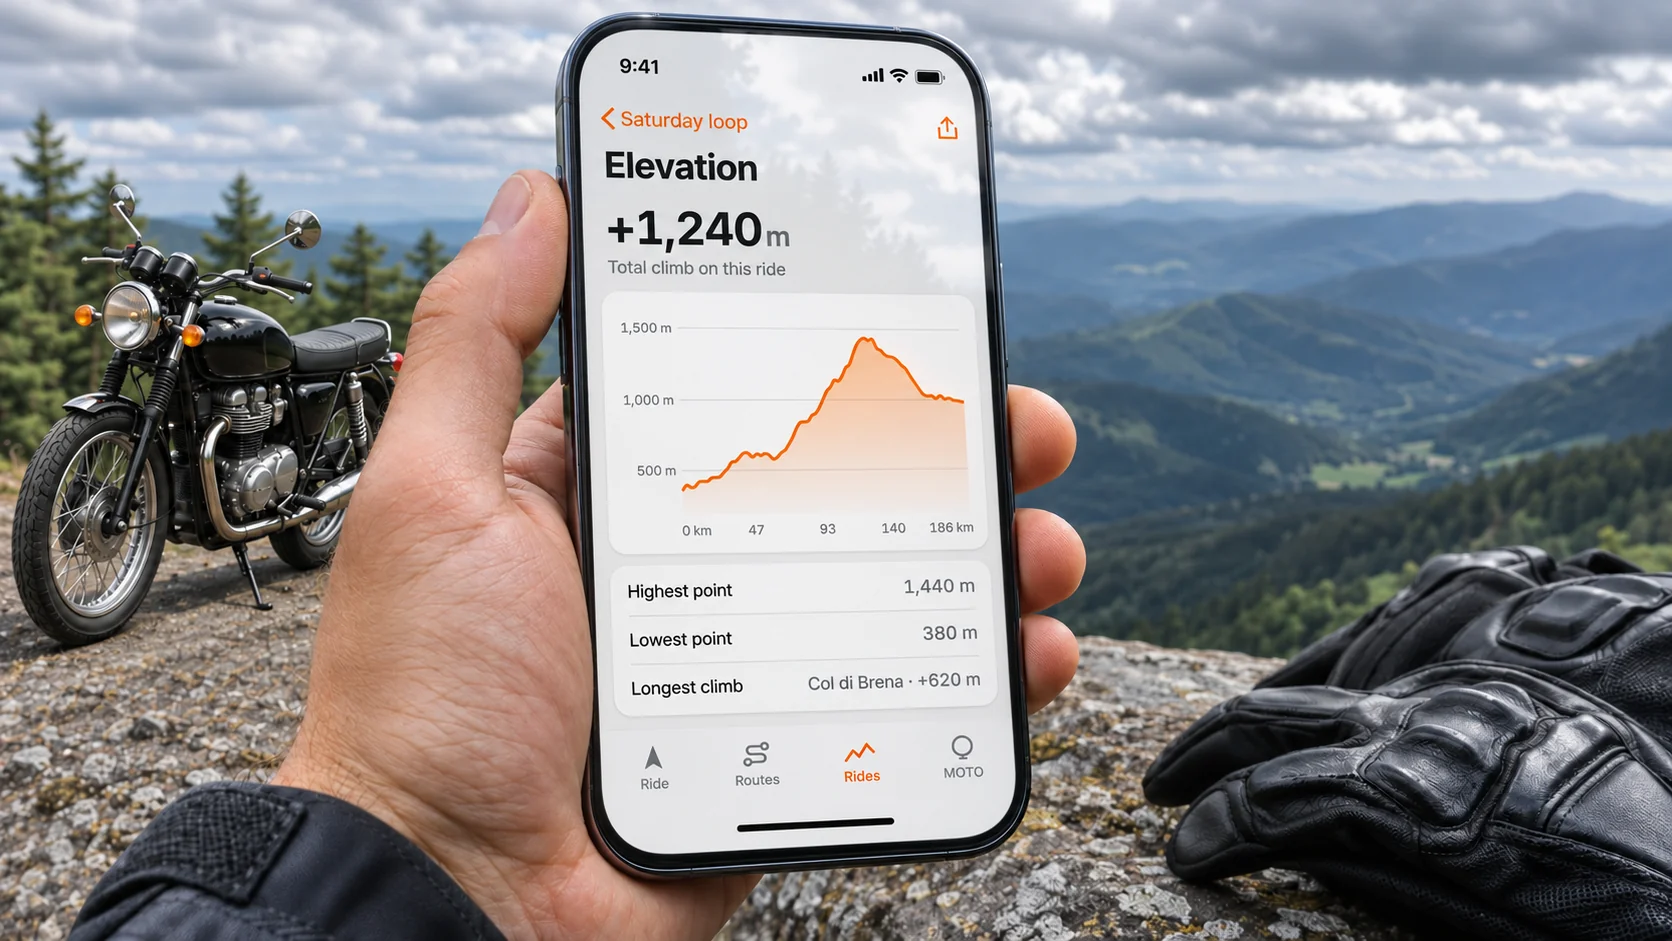 9:41
Saturday loop
Elevation
+1,240 m
Total climb on this ride
1,500 m
1,000 m
500 m
0 km 47 93 140 186 km
Highest point 1,440 m
Lowest point 380 m
Longest climb Col di Brena · +620 m
Ride Routes Rides MOTO